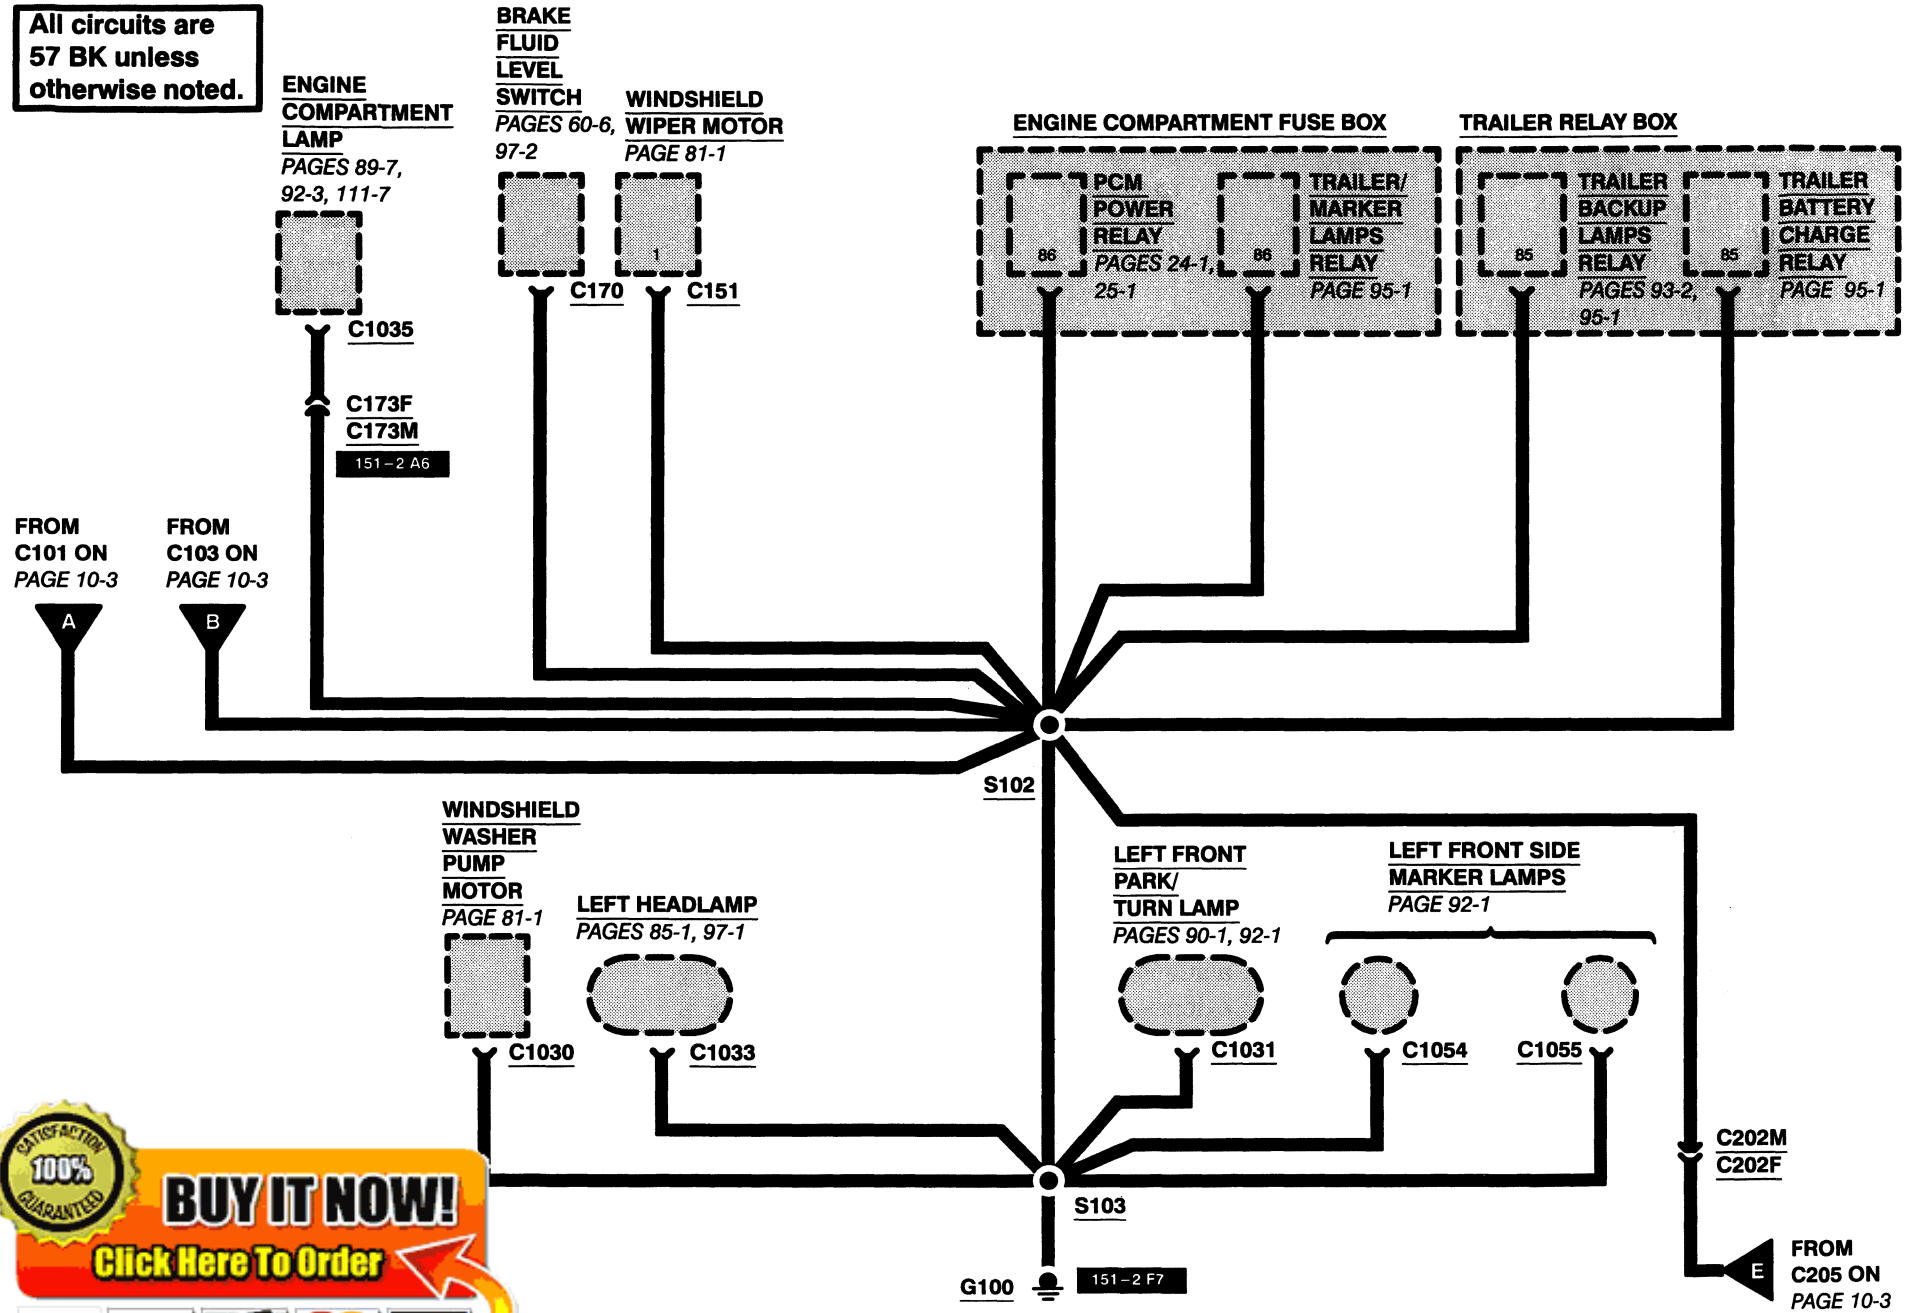 All circuits are
57 BK unless
otherwise noted.
ENGINE
COMPARTMENT
LAMP
PAGES 89-7,
92-3, 111-7
C1035
C173F
C173M
151-2 A6
BRAKE
FLUID
LEVEL
SWITCH
PAGES 60-6,
97-2
C170
WINDSHIELD
WIPER MOTOR
PAGE 81-1
1
C151
ENGINE COMPARTMENT FUSE BOX
86
PCM
POWER
RELAY
PAGES 24-1,
25-1
86
TRAILER/
MARKER
LAMPS
RELAY
PAGE 95-1
TRAILER RELAY BOX
85
TRAILER
BACKUP
LAMPS
RELAY
PAGES 93-2,
95-1
85
TRAILER
BATTERY
CHARGE
RELAY
PAGE 95-1
FROM
C101 ON
PAGE 10-3
A
FROM
C103 ON
PAGE 10-3
B
S102
WINDSHIELD
WASHER
PUMP
MOTOR
PAGE 81-1
C1030
LEFT HEADLAMP
PAGES 85-1, 97-1
C1033
LEFT FRONT
PARK/
TURN LAMP
PAGES 90-1, 92-1
C1031
LEFT FRONT SIDE
MARKER LAMPS
PAGE 92-1
C1054
C1055
C202M
C202F
S103
G100
151-2 F7
E
FROM
C205 ON
PAGE 10-3
SATISFACTION
100%
GUARANTEED
BUY IT NOW!
Click Here To Order